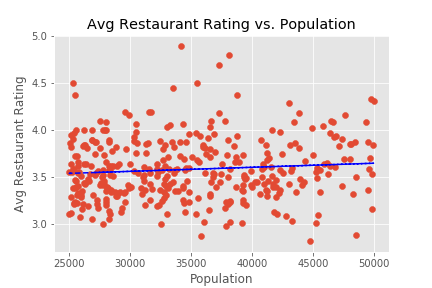 Avg Restaurant Rating vs. Population
5.0
4.5
4.0
3.5
3.0
Avg Restaurant Rating
25000 30000 35000 40000 45000 50000
Population